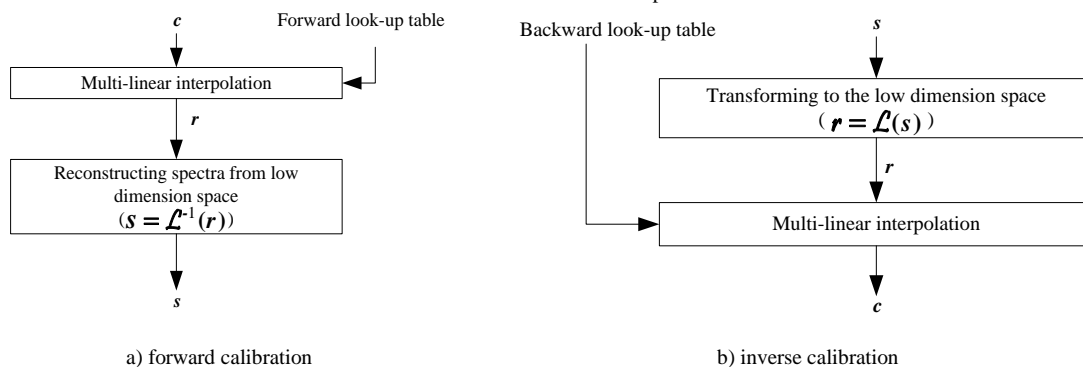 c
Forward look-up table
Multi-linear interpolation
r
Reconstructing spectra from low
dimension space
(s = ℒ⁻¹(r))
s
a) forward calibration
Backward look-up table
s
Transforming to the low dimension space
( r = ℒ(s) )
r
Multi-linear interpolation
c
b) inverse calibration